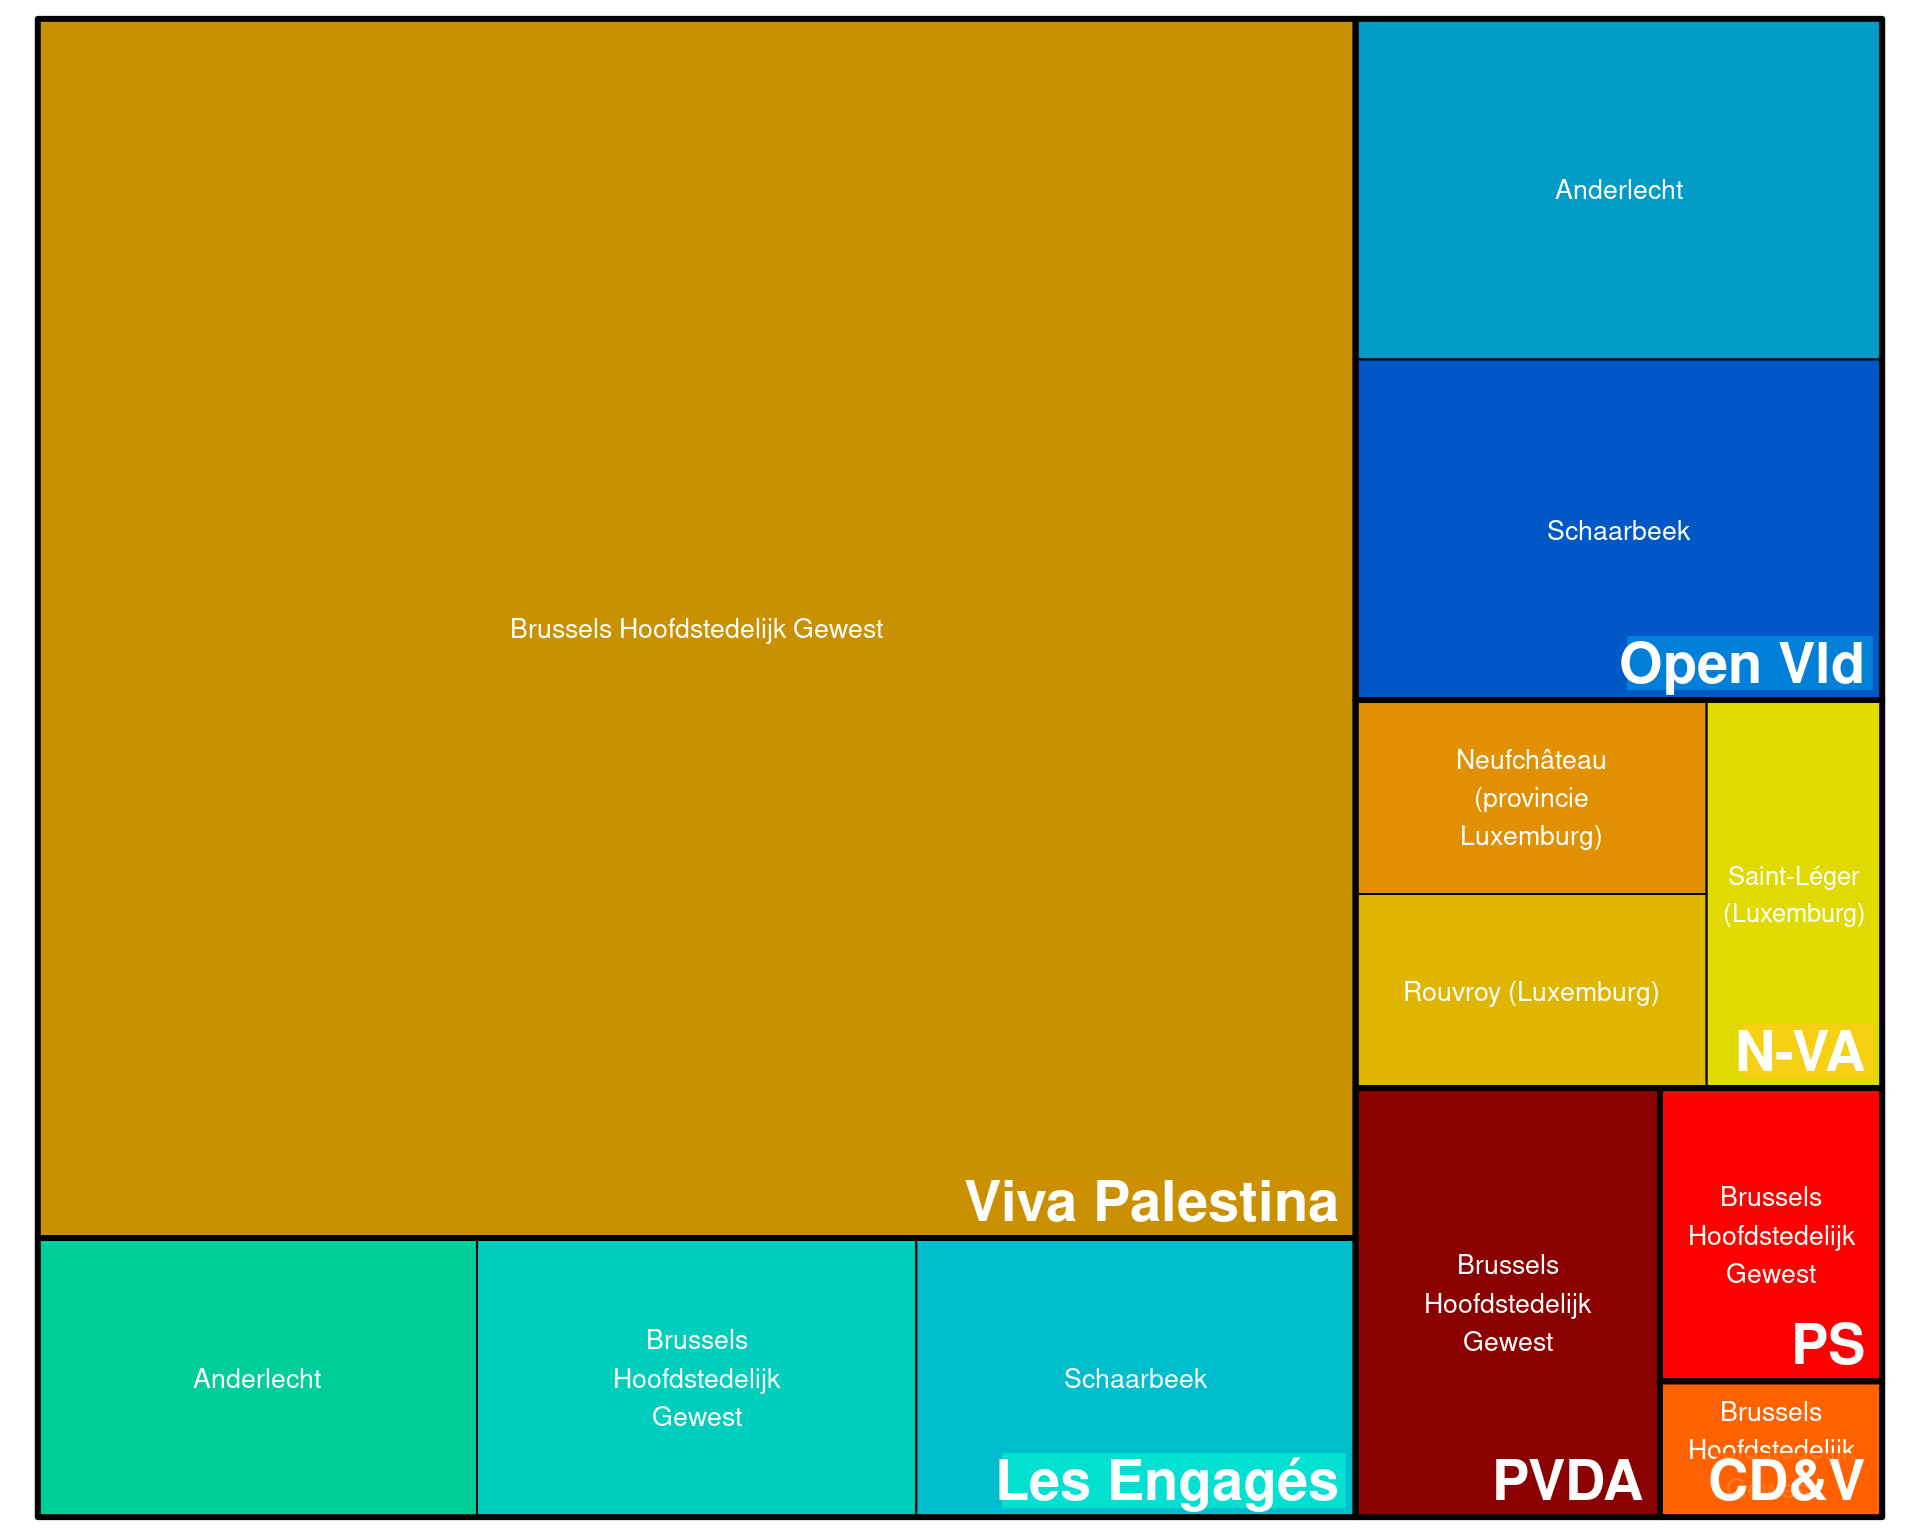 Brussels Hoofdstedelijk Gewest
Viva Palestina
Anderlecht
Brussels
Hoofdstedelijk
Gewest
Schaarbeek
Les Engagés
Anderlecht
Schaarbeek
Open Vld
Neufchâteau
(provincie
Luxemburg)
Rouvroy (Luxemburg)
Saint-Léger
(Luxemburg)
N-VA
Brussels
Hoofdstedelijk
Gewest
PVDA
Brussels
Hoofdstedelijk
Gewest
PS
Brussels
Hoofdstedelijk
CD&V